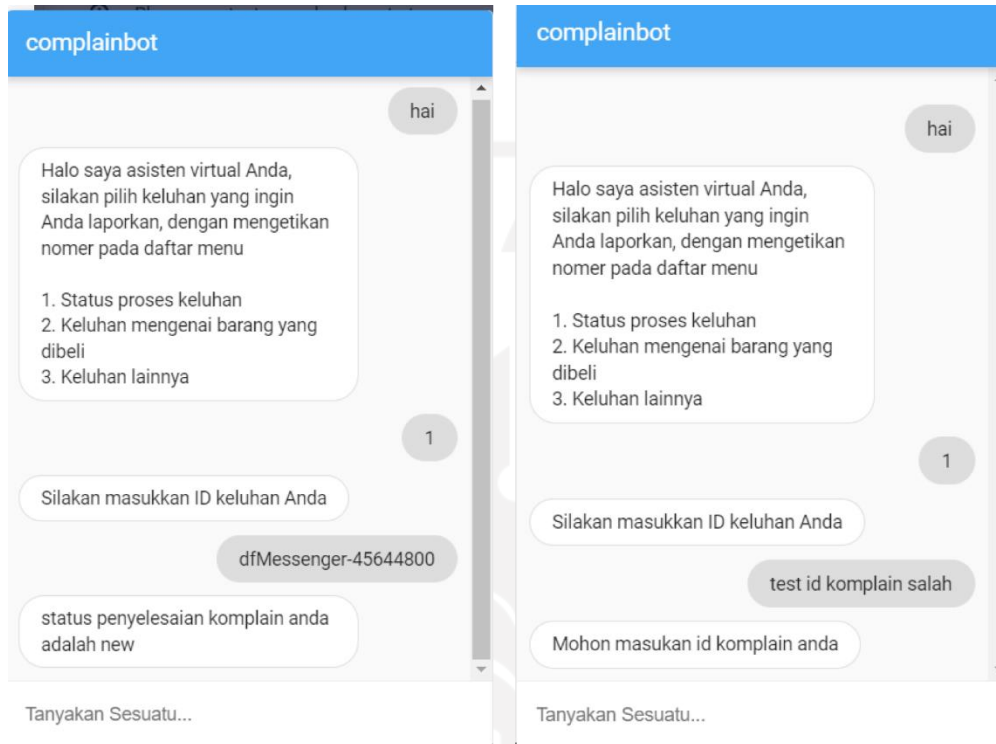 complainbot
hai
Halo saya asisten virtual Anda,
silakan pilih keluhan yang ingin
Anda laporkan, dengan mengetikan
nomer pada daftar menu
1. Status proses keluhan
2. Keluhan mengenai barang yang
dibeli
3. Keluhan lainnya
1
Silakan masukkan ID keluhan Anda
dfMessenger-45644800
status penyelesaian komplain anda
adalah new
Tanyakan Sesuatu...
complainbot
hai
Halo saya asisten virtual Anda,
silakan pilih keluhan yang ingin
Anda laporkan, dengan mengetikan
nomer pada daftar menu
1. Status proses keluhan
2. Keluhan mengenai barang yang
dibeli
3. Keluhan lainnya
1
Silakan masukkan ID keluhan Anda
test id komplain salah
Mohon masukan id komplain anda
Tanyakan Sesuatu...